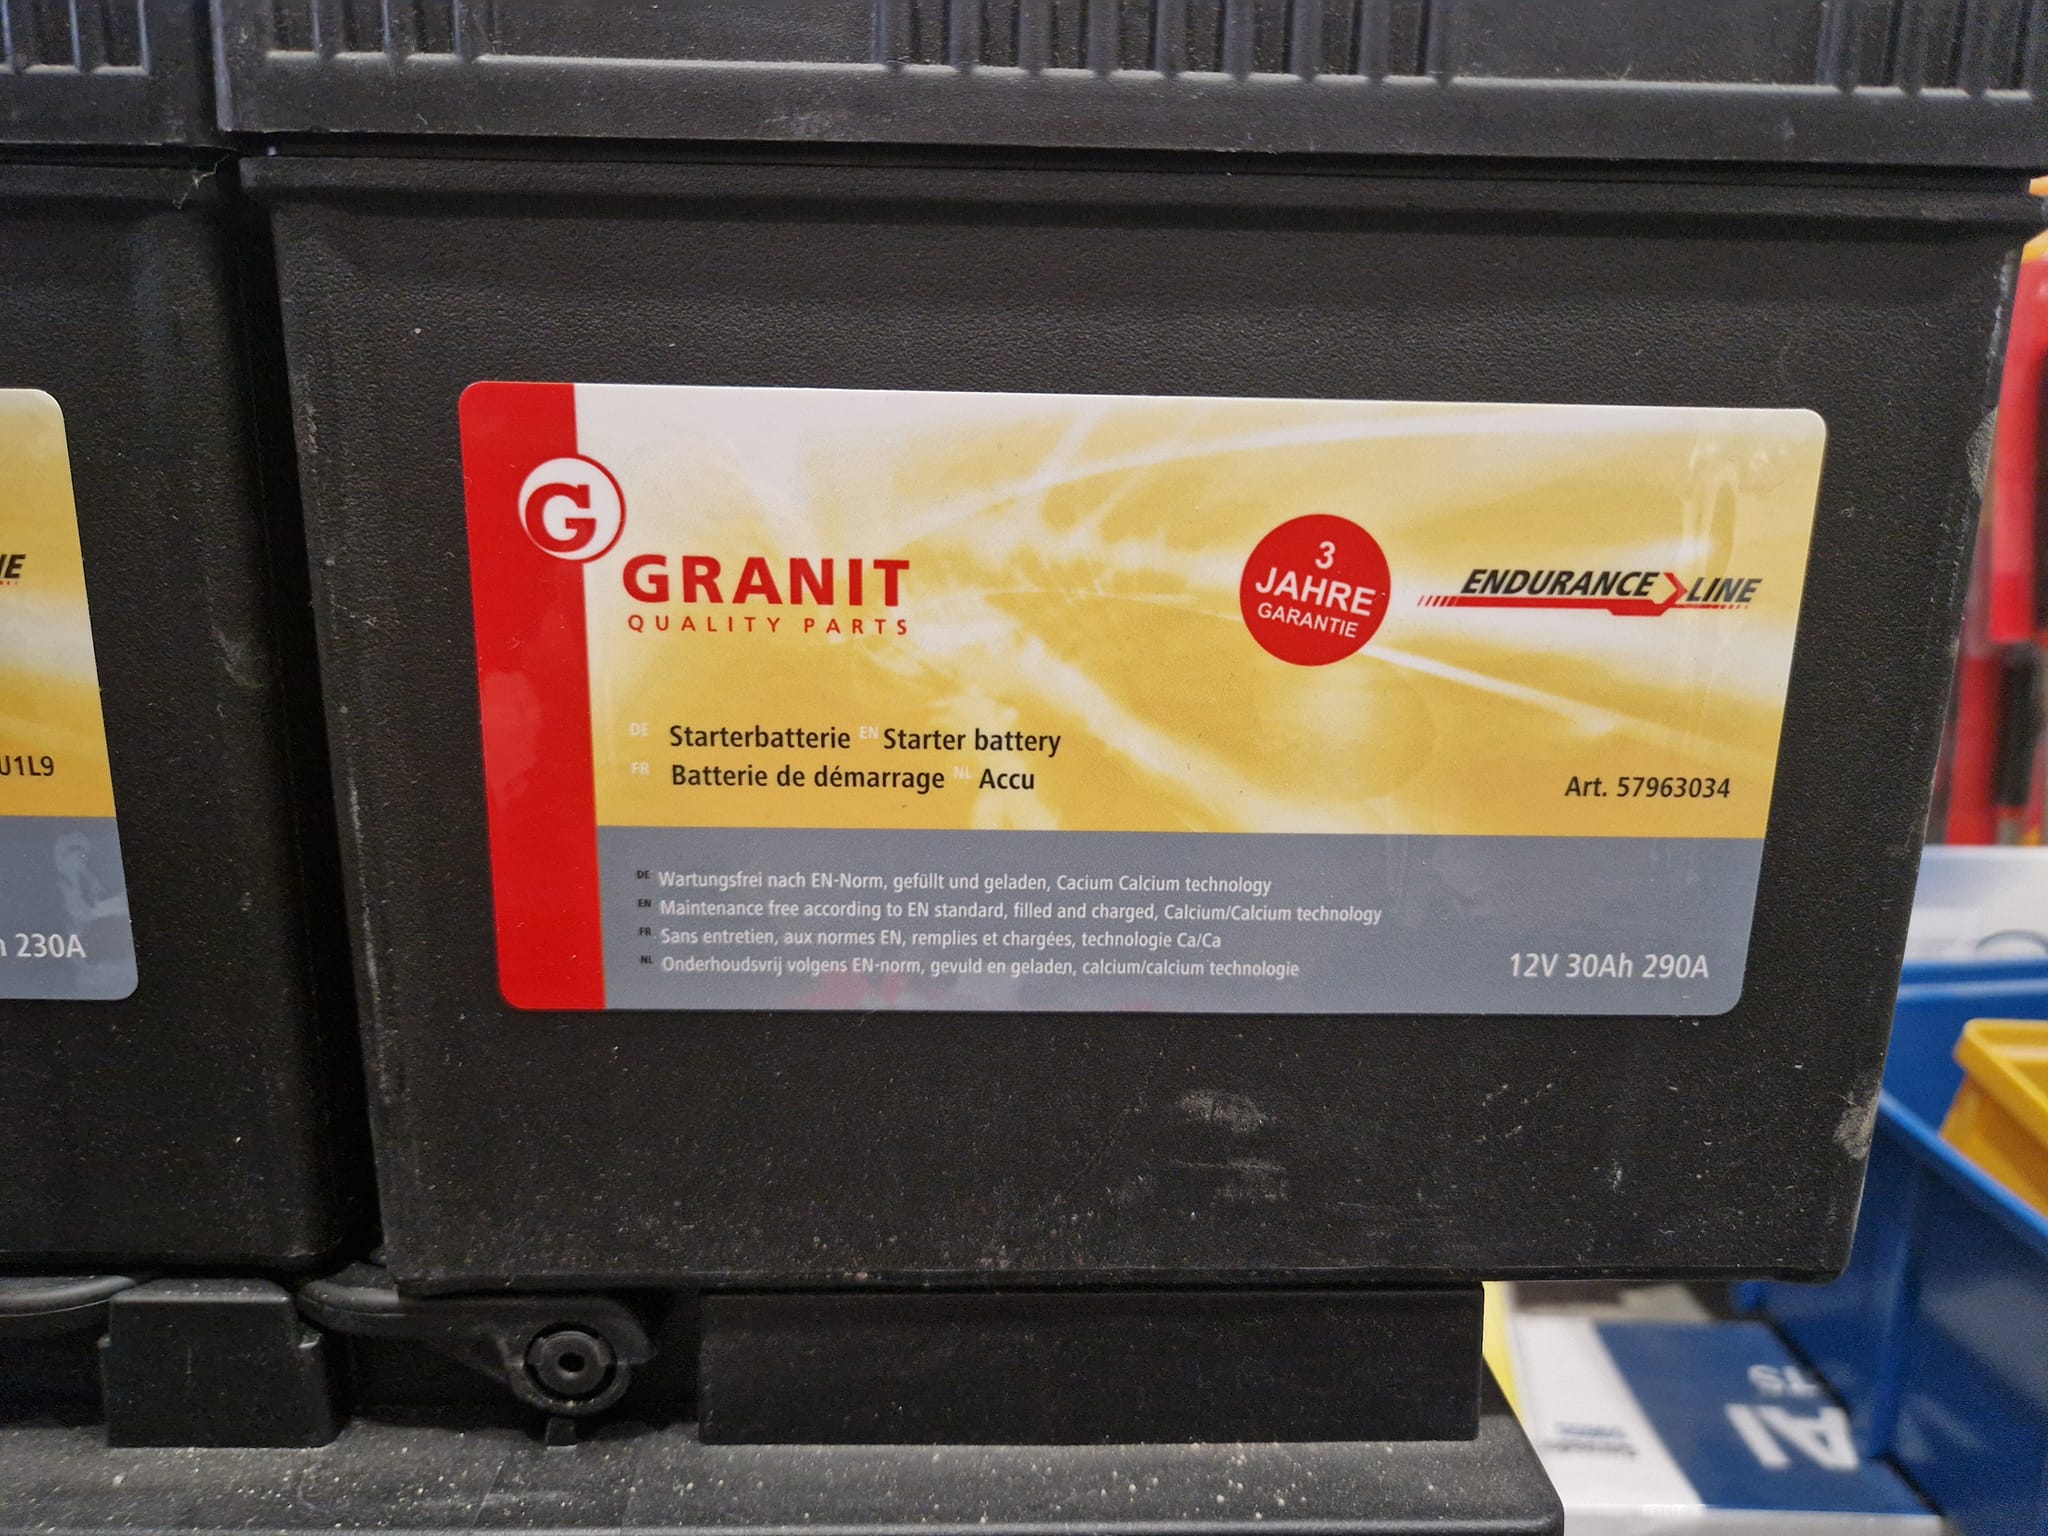 G
GRANIT
QUALITY PARTS
3
JAHRE
GARANTIE
ENDURANCE LINE
DE Starterbatterie EN Starter battery
FR Batterie de démarrage NL Accu
Art. 57963034
DE Wartungsfrei nach EN-Norm, gefüllt und geladen, Cacium Calcium technology
EN Maintenance free according to EN standard, filled and charged, Calcium/Calcium technology
FR Sans entretien, aux normes EN, remplies et chargées, technologie Ca/Ca
NL Onderhoudsvrij volgens EN-norm, gevuld en geladen, calcium/calcium technologie
12V 30Ah 290A
U1L9
230A